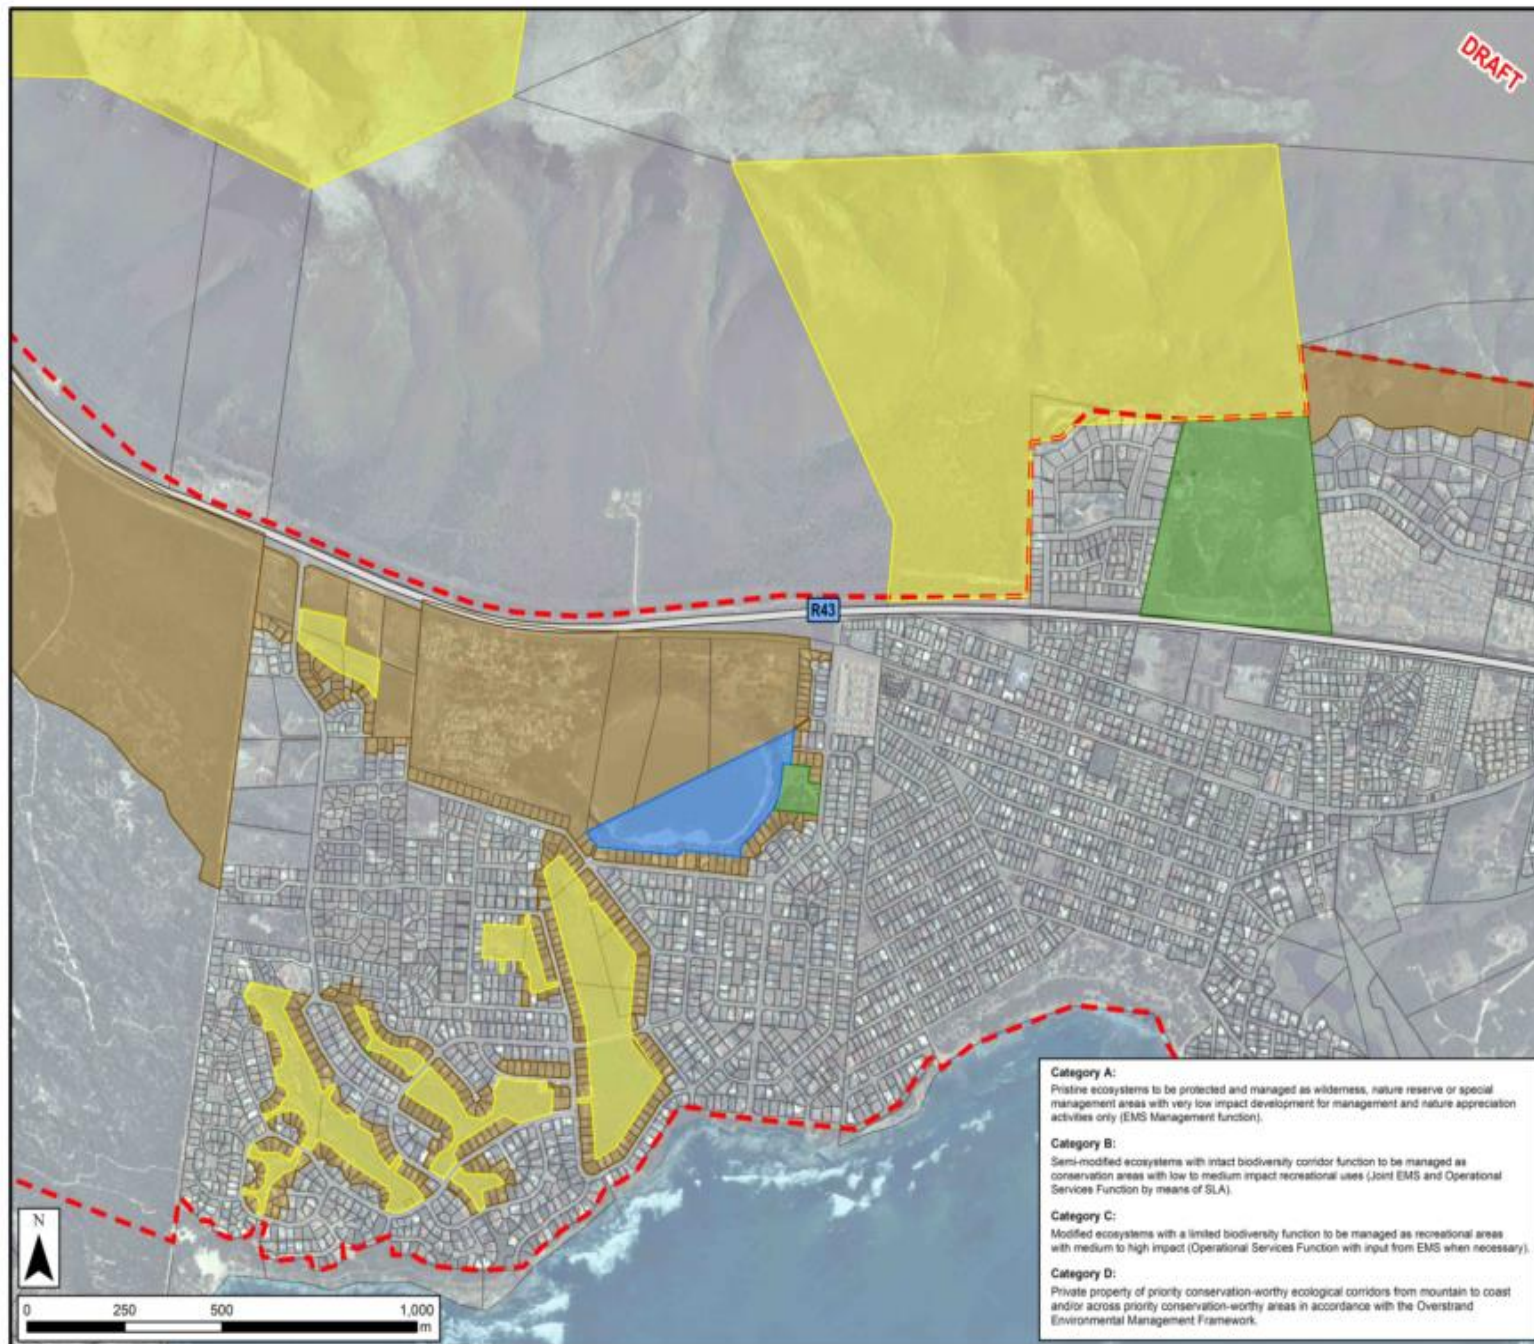 DRAFT
R43
Category A:
Pristine ecosystems to be protected and managed as wilderness, nature reserve or special
management areas with very low impact development for management and nature appreciation
activities only (EMS Management function).
Category B:
Semi-modified ecosystems with intact biodiversity corridor function to be managed as
conservation areas with low to medium impact recreational uses (Joint EMS and Operational
Services Function by means of SLA).
Category C:
Modified ecosystems with a limited biodiversity function to be managed as recreational areas
with medium to high impact (Operational Services Function with input from EMS when necessary).
Category D:
Private property of priority conservation-worthy ecological corridors from mountain to coast
and/or across priority conservation-worthy areas in accordance with the Overstrand
Environmental Management Framework.
N
0 250 500 1,000
m